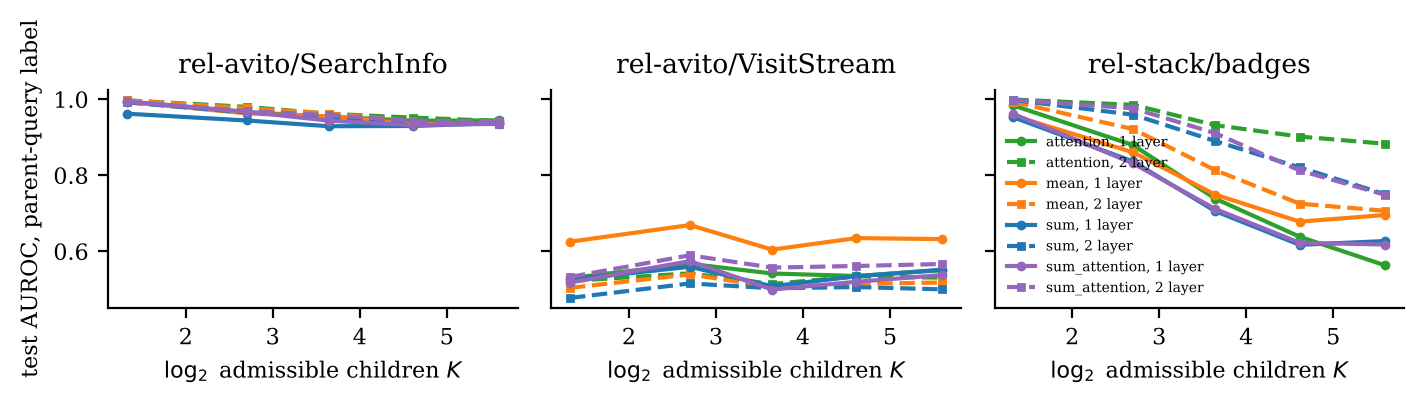 test AUROC, parent-query label
rel-avito/SearchInfo
1.0
0.8
0.6
2 3 4 5
log2 admissible children K
rel-avito/VisitStream
2 3 4 5
log2 admissible children K
rel-stack/badges
attention, 1 layer
attention, 2 layer
mean, 1 layer
mean, 2 layer
sum, 1 layer
sum, 2 layer
sum_attention, 1 layer
sum_attention, 2 layer
2 3 4 5
log2 admissible children K